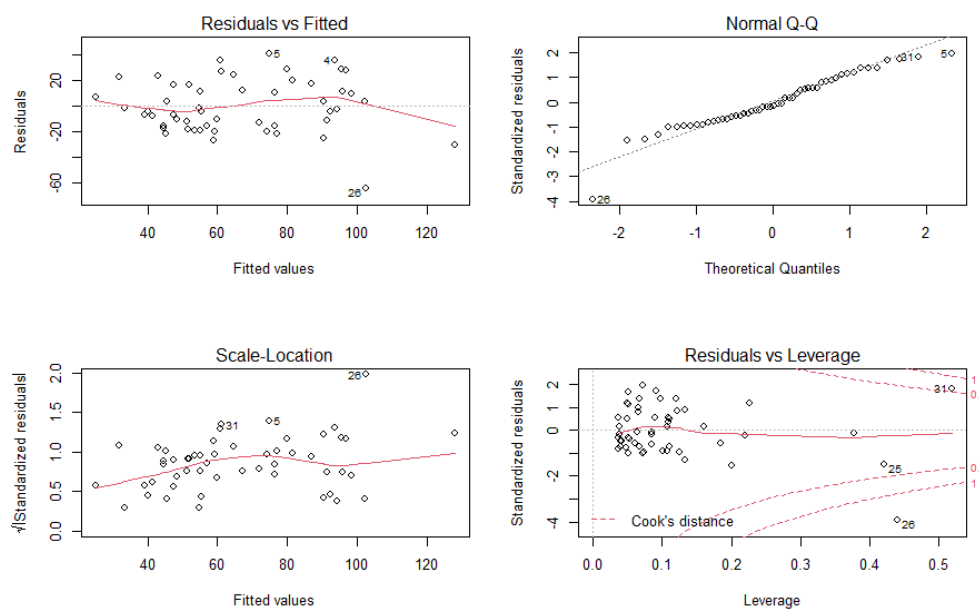 Residuals vs Fitted
Residuals
20
-20
-60
5
4
26
40 60 80 100 120
Fitted values
Normal Q-Q
Standardized residuals
2
1
0
-1
-2
-3
-4
31
5
26
-2 -1 0 1 2
Theoretical Quantiles
Scale-Location
√|Standardized residuals|
2.0
1.5
1.0
0.5
0.0
26
5
31
40 60 80 100 120
Fitted values
Residuals vs Leverage
Standardized residuals
2
0
-2
-4
31
1
0.
25
0.
1
26
Cook's distance
0.0 0.1 0.2 0.3 0.4 0.5
Leverage